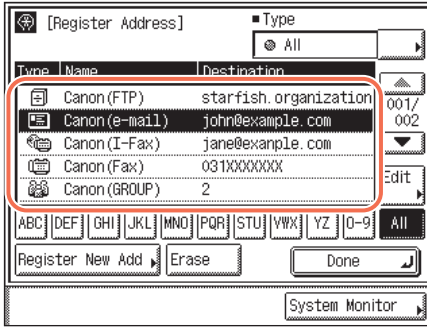 [Register Address]
■Type
All
Type Name Destination
Canon(FTP) starfish.organization
Canon(e-mail) john@exanple.com
Canon(I-Fax) jane@exanple.com
Canon(Fax) 031XXXXXXX
Canon(GROUP) 2
001/
002
Edit
ABC DEF GHI JKL MNO PQR STU VWX YZ 0-9 All
Register New Add Erase Done
System Monitor